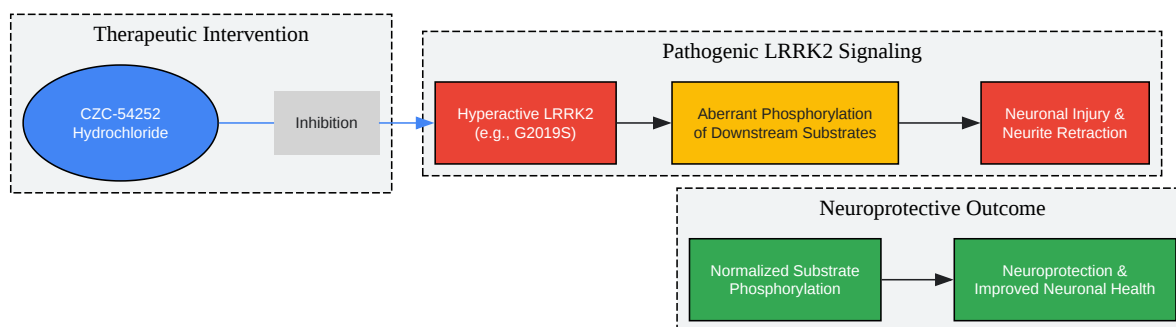 Therapeutic Intervention
CZC-54252
Hydrochloride
Inhibition
Pathogenic LRRK2 Signaling
Hyperactive LRRK2
(e.g., G2019S)
Aberrant Phosphorylation
of Downstream Substrates
Neuronal Injury &
Neurite Retraction
Neuroprotective Outcome
Normalized Substrate
Phosphorylation
Neuroprotection &
Improved Neuronal Health